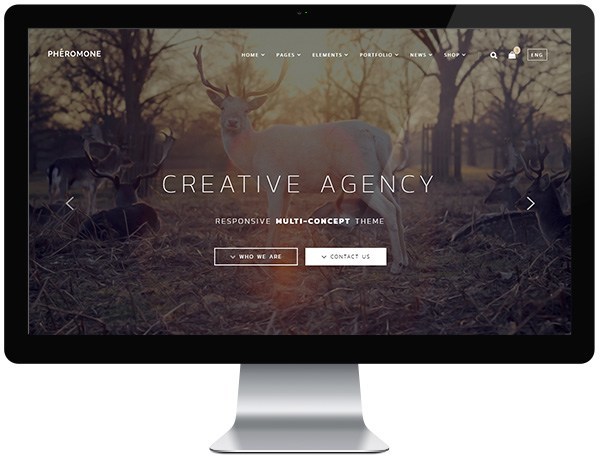 PHĒROMONE
HOME PAGES ELEMENTS PORTFOLIO NEWS SHOP ENG
CREATIVE AGENCY
RESPONSIVE MULTI-CONCEPT THEME
WHO WE ARE CONTACT US